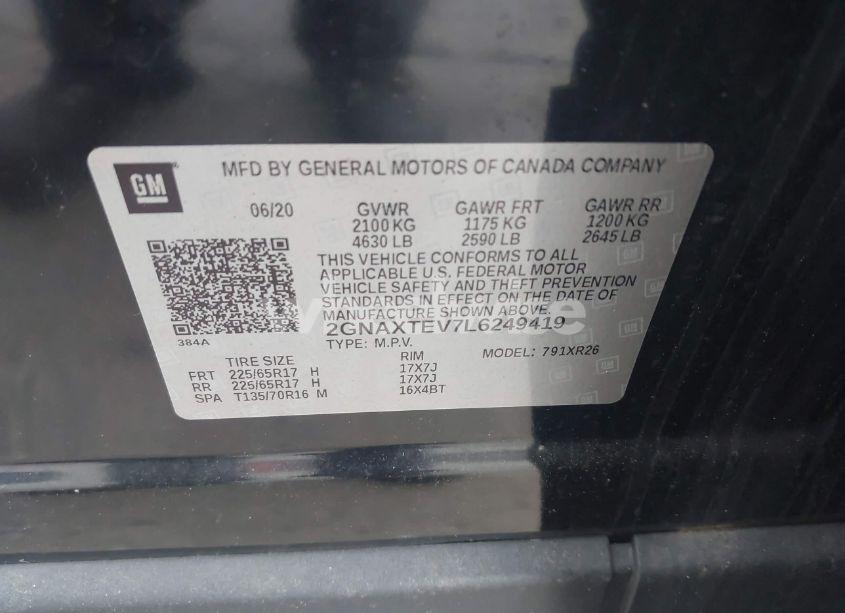 GM
MFD BY GENERAL MOTORS OF CANADA COMPANY
06/20 GVWR GAWR FRT GAWR RR
2100 KG 1175 KG 1200 KG
4630 LB 2590 LB 2645 LB
THIS VEHICLE CONFORMS TO ALL
APPLICABLE U.S. FEDERAL MOTOR
VEHICLE SAFETY AND THEFT PREVENTION
STANDARDS IN EFFECT ON THE DATE OF
MANUFACTURE SHOWN ABOVE.
384A
2GNAXTEV7L6249419
TYPE: M.P.V. MODEL: 791XR26
TIRE SIZE RIM
FRT 225/65R17 H 17X7J
RR 225/65R17 H 17X7J
SPA T135/70R16 M 16X4BT